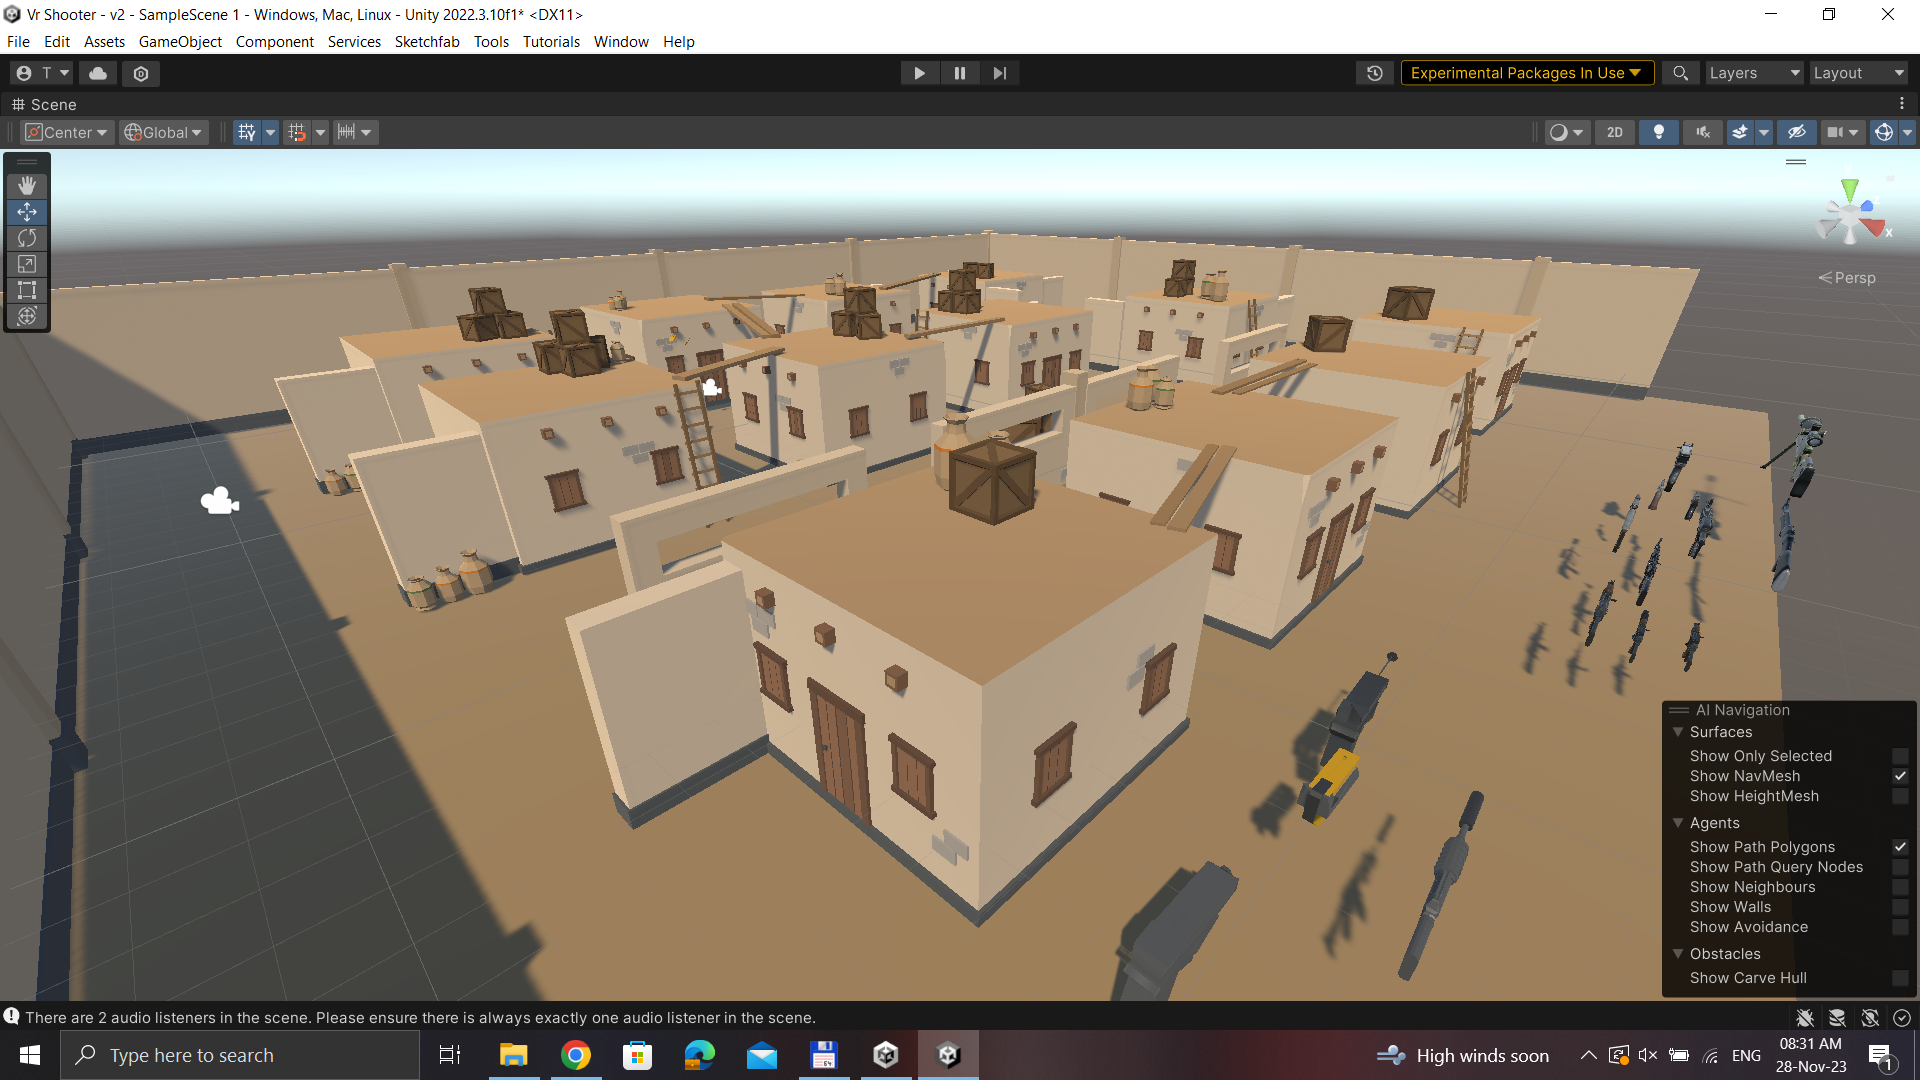 Vr Shooter - v2 - SampleScene 1 - Windows, Mac, Linux - Unity 2022.3.10f1* <DX11>
File Edit Assets GameObject Component Services Sketchfab Tools Tutorials Window Help
T Experimental Packages In Use Layers Layout
Scene
Center Global 2D
x
Persp
AI Navigation
Surfaces
Show Only Selected
Show NavMesh
Show HeightMesh
Agents
Show Path Polygons
Show Path Query Nodes
Show Neighbours
Show Walls
Show Avoidance
Obstacles
Show Carve Hull
There are 2 audio listeners in the scene. Please ensure there is always exactly one audio listener in the scene.
Type here to search
64
High winds soon
ENG
08:31 AM
28-Nov-23
1